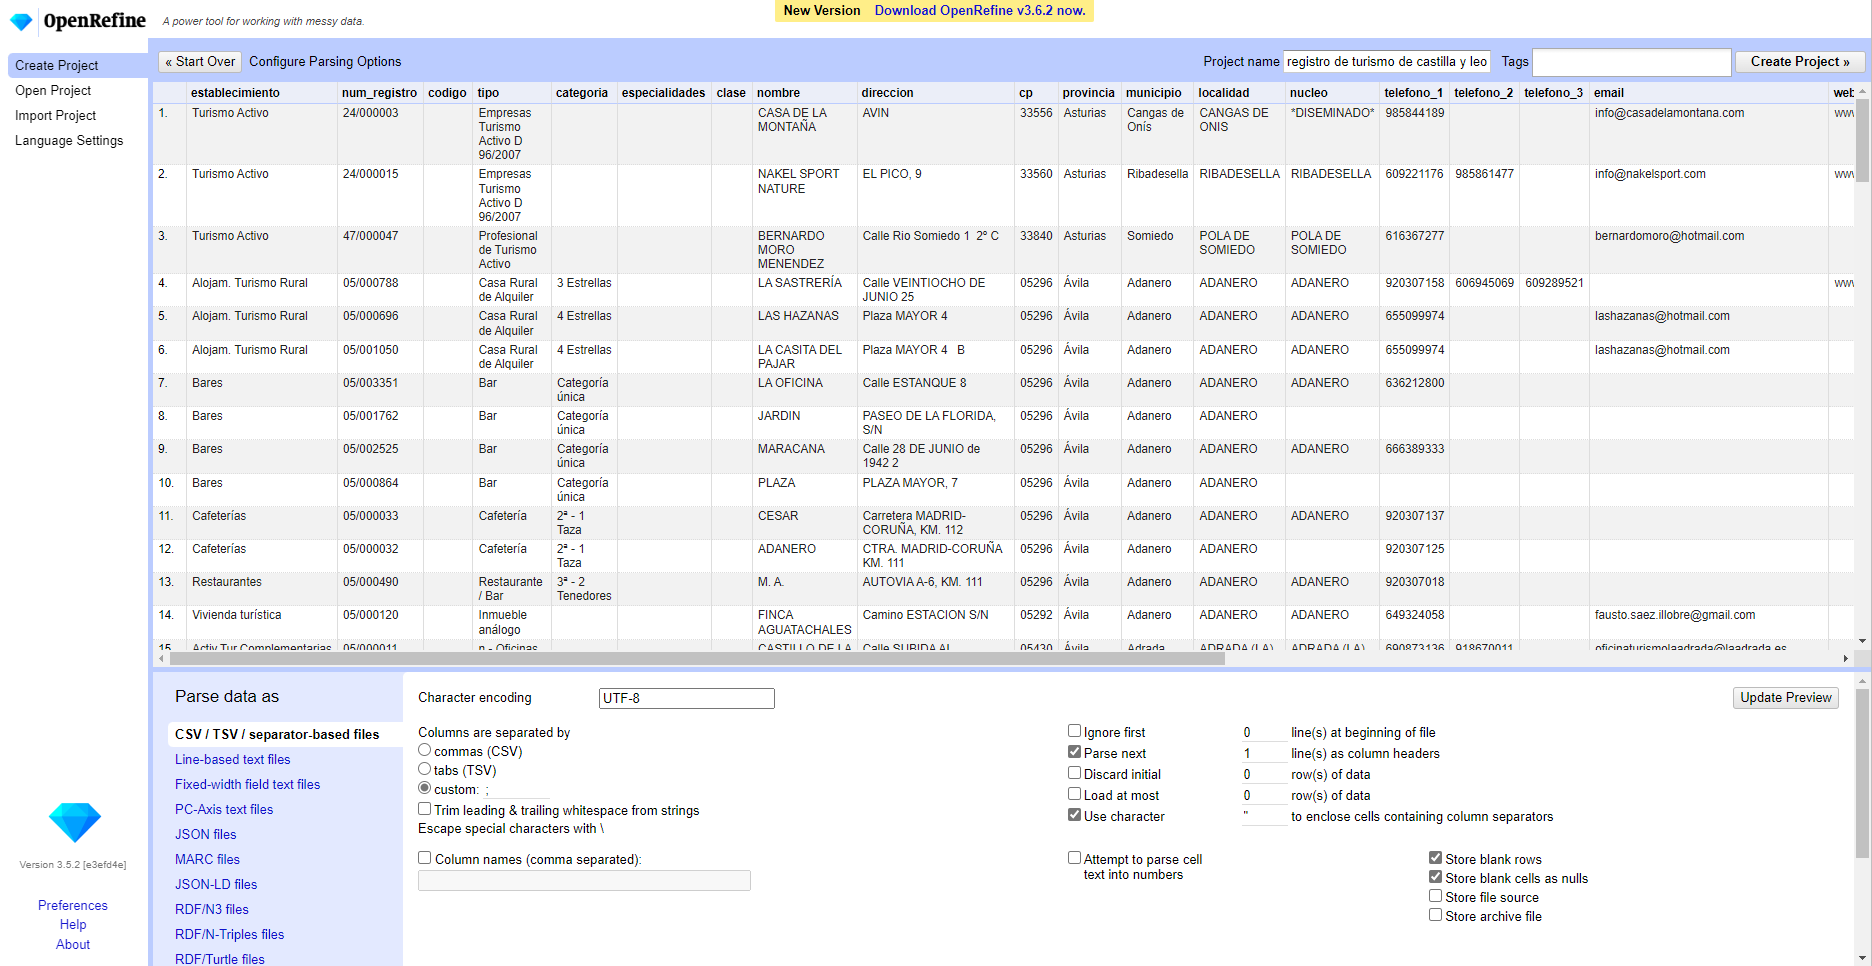 OpenRefine A power tool for working with messy data.
New Version Download OpenRefine v3.6.2 now.
Create Project
Open Project
Import Project
Language Settings
« Start Over Configure Parsing Options Project name registro de turismo de castilla y leo Tags Create Project »
establecimiento num_registro codigo tipo categoria especialidades clase nombre direccion cp provincia municipio localidad nucleo telefono_1 telefono_2 telefono_3 email web
1. Turismo Activo 24/000003 Empresas Turismo Activo D 96/2007 CASA DE LA MONTAÑA AVIN 33556 Asturias Cangas de Onís CANGAS DE ONIS *DISEMINADO* 985844189 info@casadelamontana.com www
2. Turismo Activo 24/000015 Empresas Turismo Activo D 96/2007 NAKEL SPORT NATURE EL PICO, 9 33560 Asturias Ribadesella RIBADESELLA RIBADESELLA 609221176 985861477 info@nakelsport.com www
3. Turismo Activo 47/000047 Profesional de Turismo Activo BERNARDO MORO MENENDEZ Calle Rio Somiedo 1 2º C 33840 Asturias Somiedo POLA DE SOMIEDO POLA DE SOMIEDO 616367277 bernardomoro@hotmail.com
4. Alojam. Turismo Rural 05/000788 Casa Rural de Alquiler 3 Estrellas LA SASTRERÍA Calle VEINTIOCHO DE JUNIO 25 05296 Ávila Adanero ADANERO ADANERO 920307158 606945069 609289521 www
5. Alojam. Turismo Rural 05/000696 Casa Rural de Alquiler 4 Estrellas LAS HAZANAS Plaza MAYOR 4 05296 Ávila Adanero ADANERO ADANERO 655099974 lashazanas@hotmail.com
6. Alojam. Turismo Rural 05/001050 Casa Rural de Alquiler 4 Estrellas LA CASITA DEL PAJAR Plaza MAYOR 4 B 05296 Ávila Adanero ADANERO ADANERO 655099974 lashazanas@hotmail.com
7. Bares 05/003351 Bar Categoría única LA OFICINA Calle ESTANQUE 8 05296 Ávila Adanero ADANERO ADANERO 636212800
8. Bares 05/001762 Bar Categoría única JARDIN PASEO DE LA FLORIDA, S/N 05296 Ávila Adanero ADANERO
9. Bares 05/002525 Bar Categoría única MARACANA Calle 28 DE JUNIO de 1942 2 05296 Ávila Adanero ADANERO ADANERO 666389333
10. Bares 05/000864 Bar Categoría única PLAZA PLAZA MAYOR, 7 05296 Ávila Adanero ADANERO
11. Cafeterías 05/000033 Cafetería 2ª - 1 Taza CESAR Carretera MADRID-CORUÑA, KM. 112 05296 Ávila Adanero ADANERO ADANERO 920307137
12. Cafeterías 05/000032 Cafetería 2ª - 1 Taza ADANERO CTRA. MADRID-CORUÑA KM. 111 05296 Ávila Adanero ADANERO 920307125
13. Restaurantes 05/000490 Restaurante / Bar 3ª - 2 Tenedores M. A. AUTOVIA A-6, KM. 111 05296 Ávila Adanero ADANERO ADANERO 920307018
14. Vivienda turística 05/000120 Inmueble análogo FINCA AGUATACHALES Camino ESTACION S/N 05292 Ávila Adanero ADANERO ADANERO 649324058 fausto.saez.illobre@gmail.com
15. Activ.Tur.Complementarias 05/000011 n - Oficinas CASTILLO DE LA Calle SUBIDA AL 05430 Ávila Adrada ADRADA (LA) ADRADA (LA) 690873136 918670011 oficinaturismolaadrada@laadrada.es
Parse data as
CSV / TSV / separator-based files
Line-based text files
Fixed-width field text files
PC-Axis text files
JSON files
MARC files
JSON-LD files
RDF/N3 files
RDF/N-Triples files
RDF/Turtle files
Character encoding UTF-8
Update Preview
Columns are separated by
commas (CSV)
tabs (TSV)
custom: ;
Trim leading & trailing whitespace from strings
Escape special characters with \
Column names (comma separated):
Ignore first 0 line(s) at beginning of file
Parse next 1 line(s) as column headers
Discard initial 0 row(s) of data
Load at most 0 row(s) of data
Use character " to enclose cells containing column separators
Attempt to parse cell
text into numbers
Store blank rows
Store blank cells as nulls
Store file source
Store archive file
Version 3.5.2 [e3efd4e]
Preferences
Help
About